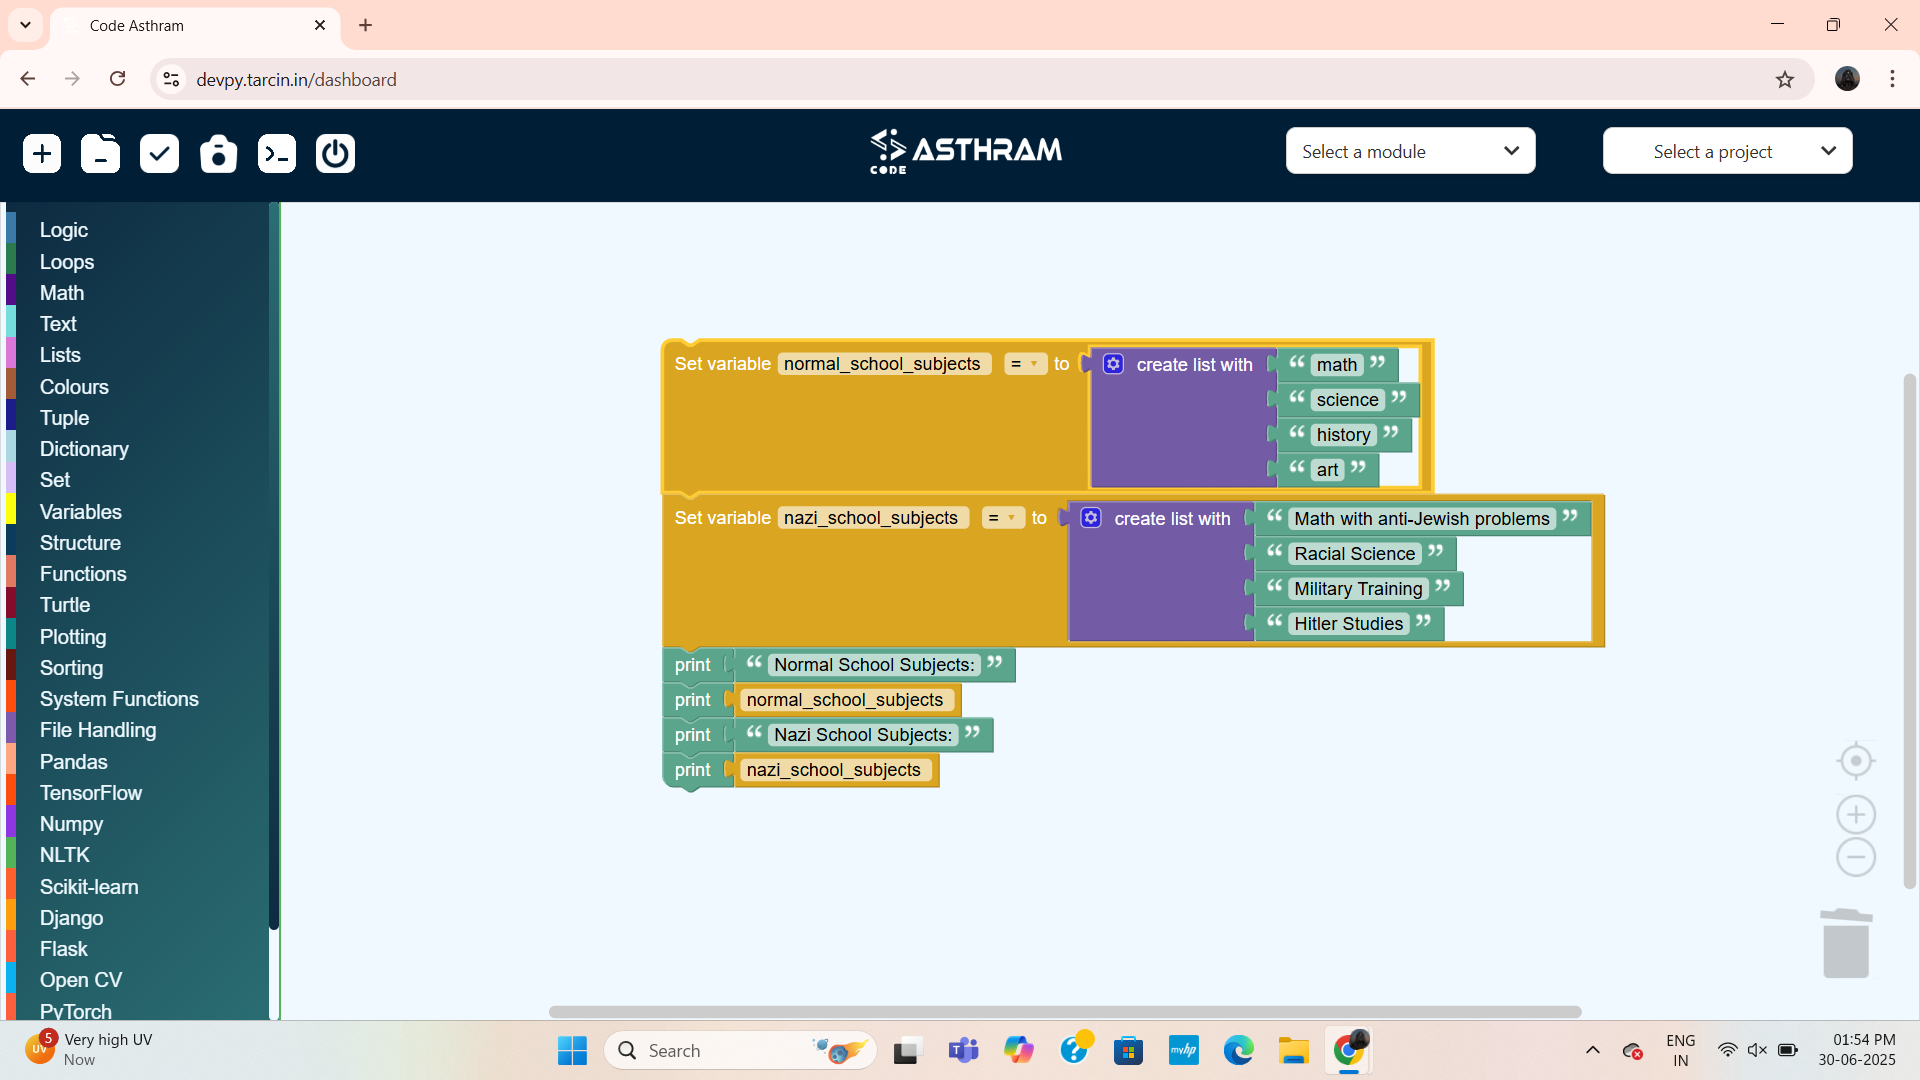 Code Asthram
devpy.tarcin.in/dashboard
CODE ASTHRAM
Select a module
Select a project
Logic
Loops
Math
Text
Lists
Colours
Tuple
Dictionary
Set
Variables
Structure
Functions
Turtle
Plotting
Sorting
System Functions
File Handling
Pandas
TensorFlow
Numpy
NLTK
Scikit-learn
Django
Flask
Open CV
PyTorch
Set variable normal_school_subjects = to create list with “ math ”
“ science ”
“ history ”
“ art ”
Set variable nazi_school_subjects = to create list with “ Math with anti-Jewish problems ”
“ Racial Science ”
“ Military Training ”
“ Hitler Studies ”
print “ Normal School Subjects: ”
print normal_school_subjects
print “ Nazi School Subjects: ”
print nazi_school_subjects
UV 5 Very high UV
Now
Search
myhp
ENG
IN
01:54 PM
30-06-2025